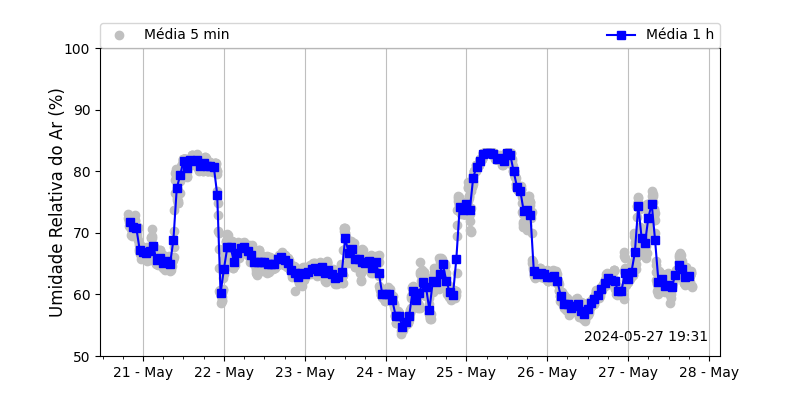 Média 5 min
Média 1 h
Umidade Relativa do Ar (%)
100
90
80
70
60
50
2024-05-27 19:31
21 - May
22 - May
23 - May
24 - May
25 - May
26 - May
27 - May
28 - May